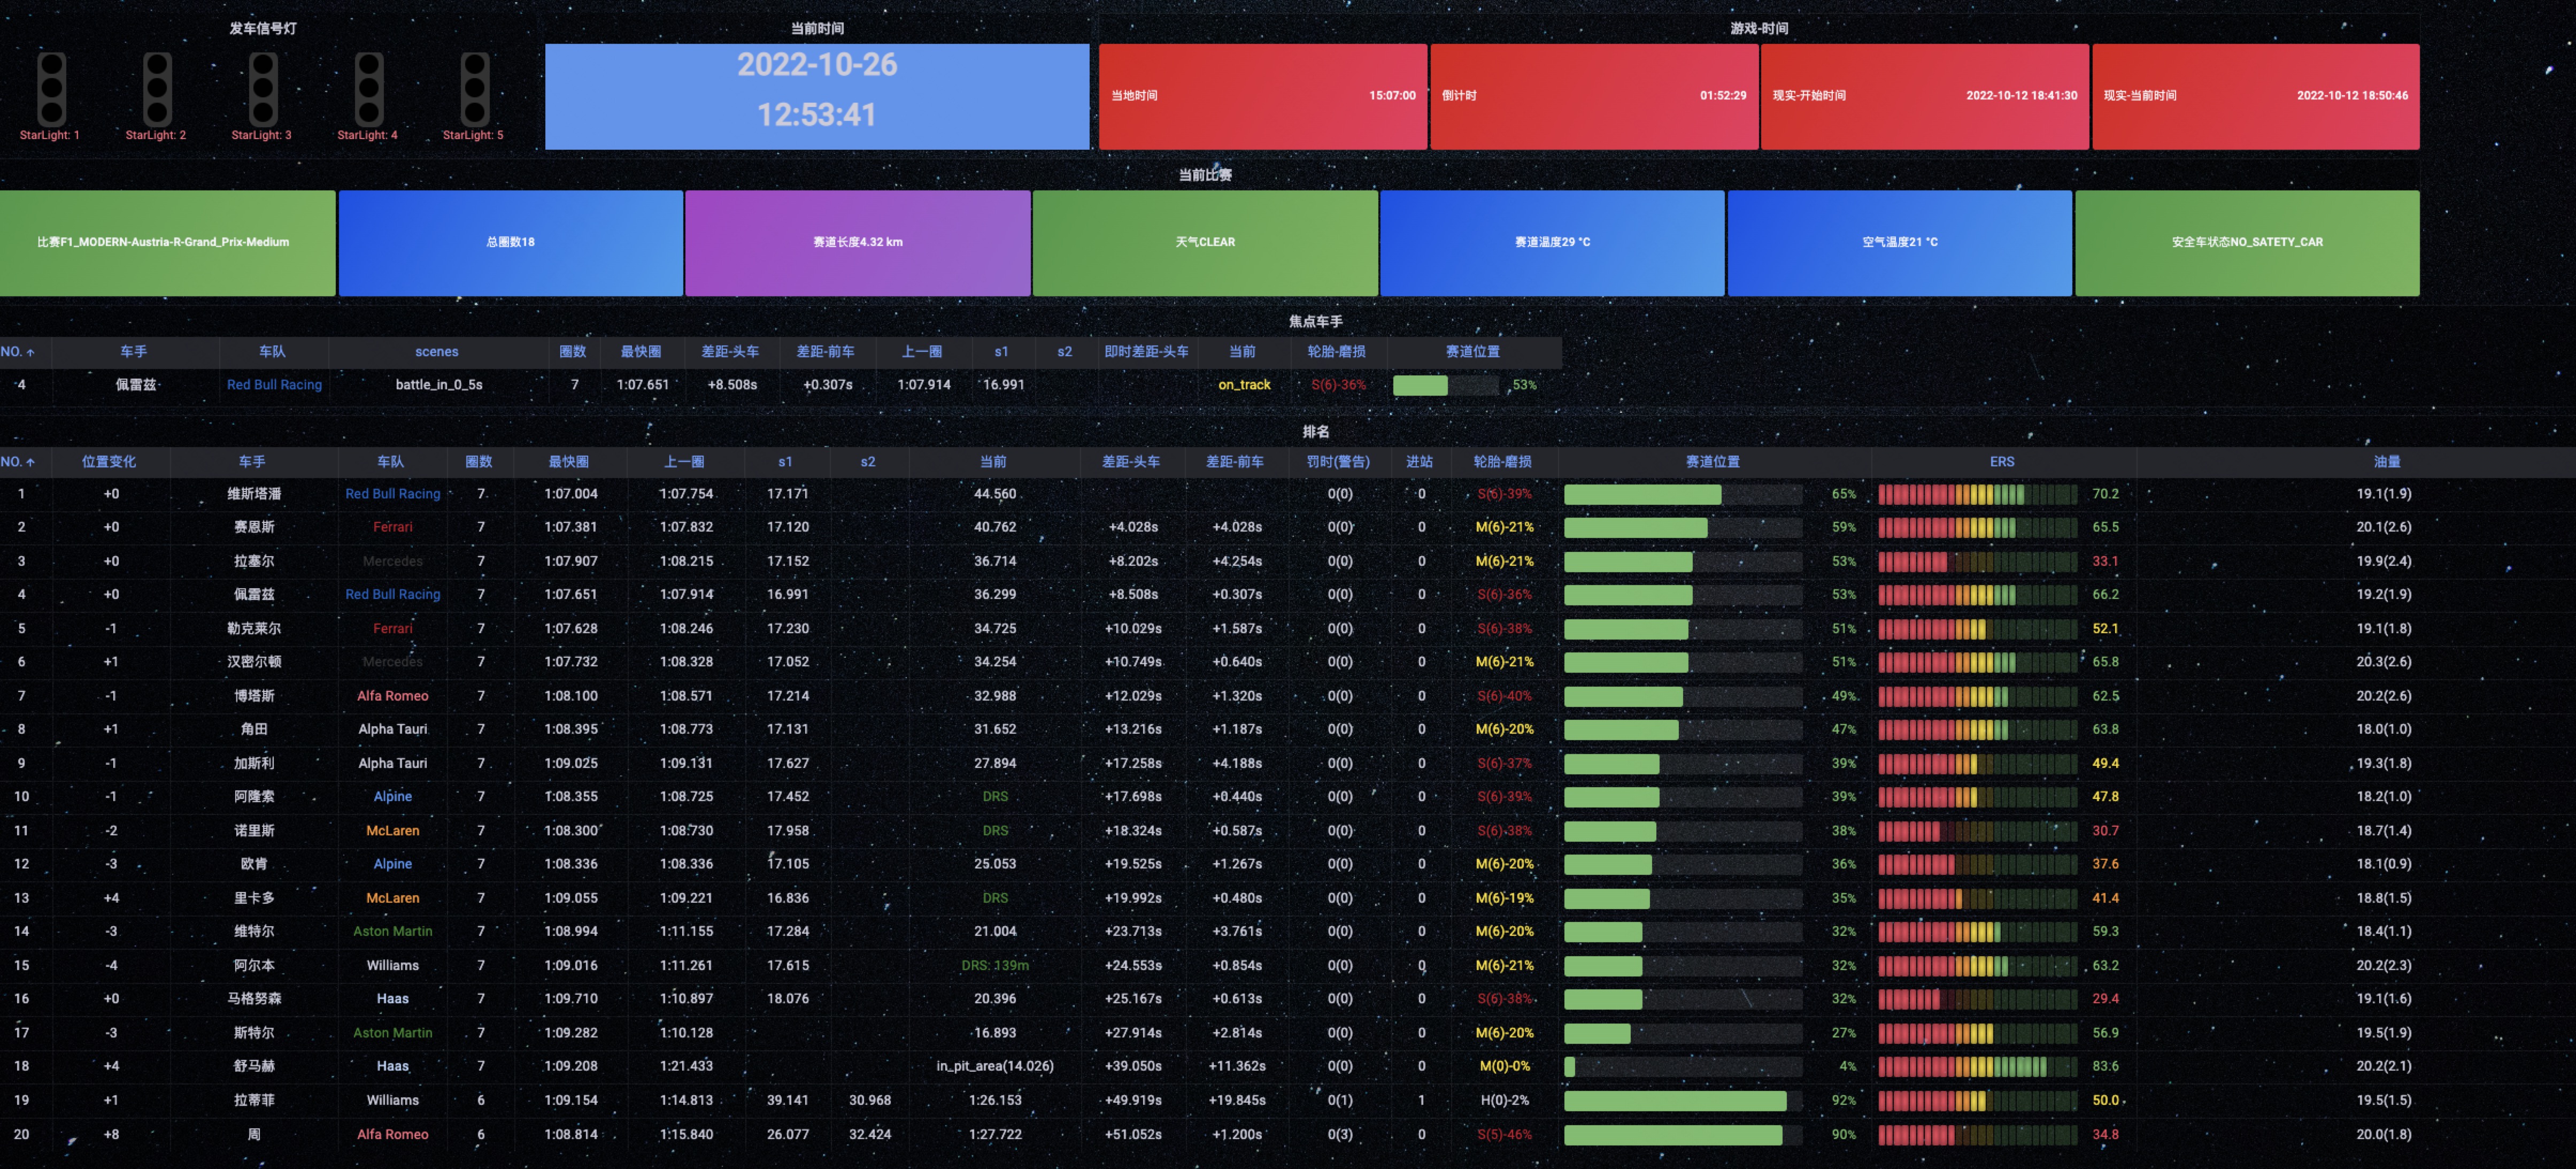 发车信号灯
StarLight: 1 StarLight: 2 StarLight: 3 StarLight: 4 StarLight: 5
当前时间
2022-10-26
12:53:41
游戏-时间
当地时间 15:07:00 倒计时 01:52:29 现实-开始时间 2022-10-12 18:41:30 现实-当前时间 2022-10-12 18:50:46
当前比赛
比赛F1_MODERN-Austria-R-Grand_Prix-Medium 总圈数18 赛道长度4.32 km 天气CLEAR 赛道温度29 °C 空气温度21 °C 安全车状态NO_SATETY_CAR
焦点车手
NO. ↑ 车手 车队 scenes 圈数 最快圈 差距-头车 差距-前车 上一圈 s1 s2 即时差距-头车 当前 轮胎-磨损 赛道位置
4 佩雷兹 Red Bull Racing battle_in_0_5s 7 1:07.651 +8.508s +0.307s 1:07.914 16.991 on_track S(6)-36% 53%
排名
NO. ↑ 位置变化 车手 车队 圈数 最快圈 上一圈 s1 s2 当前 差距-头车 差距-前车 罚时(警告) 进站 轮胎-磨损 赛道位置 ERS 油量
1 +0 维斯塔潘 Red Bull Racing 7 1:07.004 1:07.754 17.171 44.560 0(0) 0 S(6)-39% 65% 70.2 19.1(1.9)
2 +0 赛恩斯 Ferrari 7 1:07.381 1:07.832 17.120 40.762 +4.028s +4.028s 0(0) 0 M(6)-21% 59% 65.5 20.1(2.6)
3 +0 拉塞尔 Mercedes 7 1:07.907 1:08.215 17.152 36.714 +8.202s +4.254s 0(0) 0 M(6)-21% 53% 33.1 19.9(2.4)
4 +0 佩雷兹 Red Bull Racing 7 1:07.651 1:07.914 16.991 36.299 +8.508s +0.307s 0(0) 0 S(6)-36% 53% 66.2 19.2(1.9)
5 -1 勒克莱尔 Ferrari 7 1:07.628 1:08.246 17.230 34.725 +10.029s +1.587s 0(0) 0 S(6)-38% 51% 52.1 19.1(1.8)
6 +1 汉密尔顿 Mercedes 7 1:07.732 1:08.328 17.052 34.254 +10.749s +0.640s 0(0) 0 M(6)-21% 51% 65.8 20.3(2.6)
7 -1 博塔斯 Alfa Romeo 7 1:08.100 1:08.571 17.214 32.988 +12.029s +1.320s 0(0) 0 S(6)-40% 49% 62.5 20.2(2.6)
8 +1 角田 Alpha Tauri 7 1:08.395 1:08.773 17.131 31.652 +13.216s +1.187s 0(0) 0 M(6)-20% 47% 63.8 18.0(1.0)
9 -1 加斯利 Alpha Tauri 7 1:09.025 1:09.131 17.627 27.894 +17.258s +4.188s 0(0) 0 S(6)-37% 39% 49.4 19.3(1.8)
10 -1 阿隆索 Alpine 7 1:08.355 1:08.725 17.452 DRS +17.698s +0.440s 0(0) 0 S(6)-39% 39% 47.8 18.2(1.0)
11 -2 诺里斯 McLaren 7 1:08.300 1:08.730 17.958 DRS +18.324s +0.587s 0(0) 0 S(6)-38% 38% 30.7 18.7(1.4)
12 -3 欧肯 Alpine 7 1:08.336 1:08.336 17.105 25.053 +19.525s +1.267s 0(0) 0 M(6)-20% 36% 37.6 18.1(0.9)
13 +4 里卡多 McLaren 7 1:09.055 1:09.221 16.836 DRS +19.992s +0.480s 0(0) 0 M(6)-19% 35% 41.4 18.8(1.5)
14 -3 维特尔 Aston Martin 7 1:08.994 1:11.155 17.284 21.004 +23.713s +3.761s 0(0) 0 M(6)-20% 32% 59.3 18.4(1.1)
15 -4 阿尔本 Williams 7 1:09.016 1:11.261 17.615 DRS: 139m +24.553s +0.854s 0(0) 0 M(6)-21% 32% 63.2 20.2(2.3)
16 +0 马格努森 Haas 7 1:09.710 1:10.897 18.076 20.396 +25.167s +0.613s 0(0) 0 S(6)-38% 32% 29.4 19.1(1.6)
17 -3 斯特尔 Aston Martin 7 1:09.282 1:10.128 16.893 +27.914s +2.814s 0(0) 0 M(6)-20% 27% 56.9 19.5(1.9)
18 +4 舒马赫 Haas 7 1:09.208 1:21.433 in_pit_area(14.026) +39.050s +11.362s 0(0) 0 M(0)-0% 4% 83.6 20.2(2.1)
19 +1 拉蒂菲 Williams 6 1:09.154 1:14.813 39.141 30.968 1:26.153 +49.919s +19.845s 0(1) 1 H(0)-2% 92% 50.0 19.5(1.5)
20 +8 周 Alfa Romeo 6 1:08.814 1:15.840 26.077 32.424 1:27.722 +51.052s +1.200s 0(3) 0 S(5)-46% 90% 34.8 20.0(1.8)